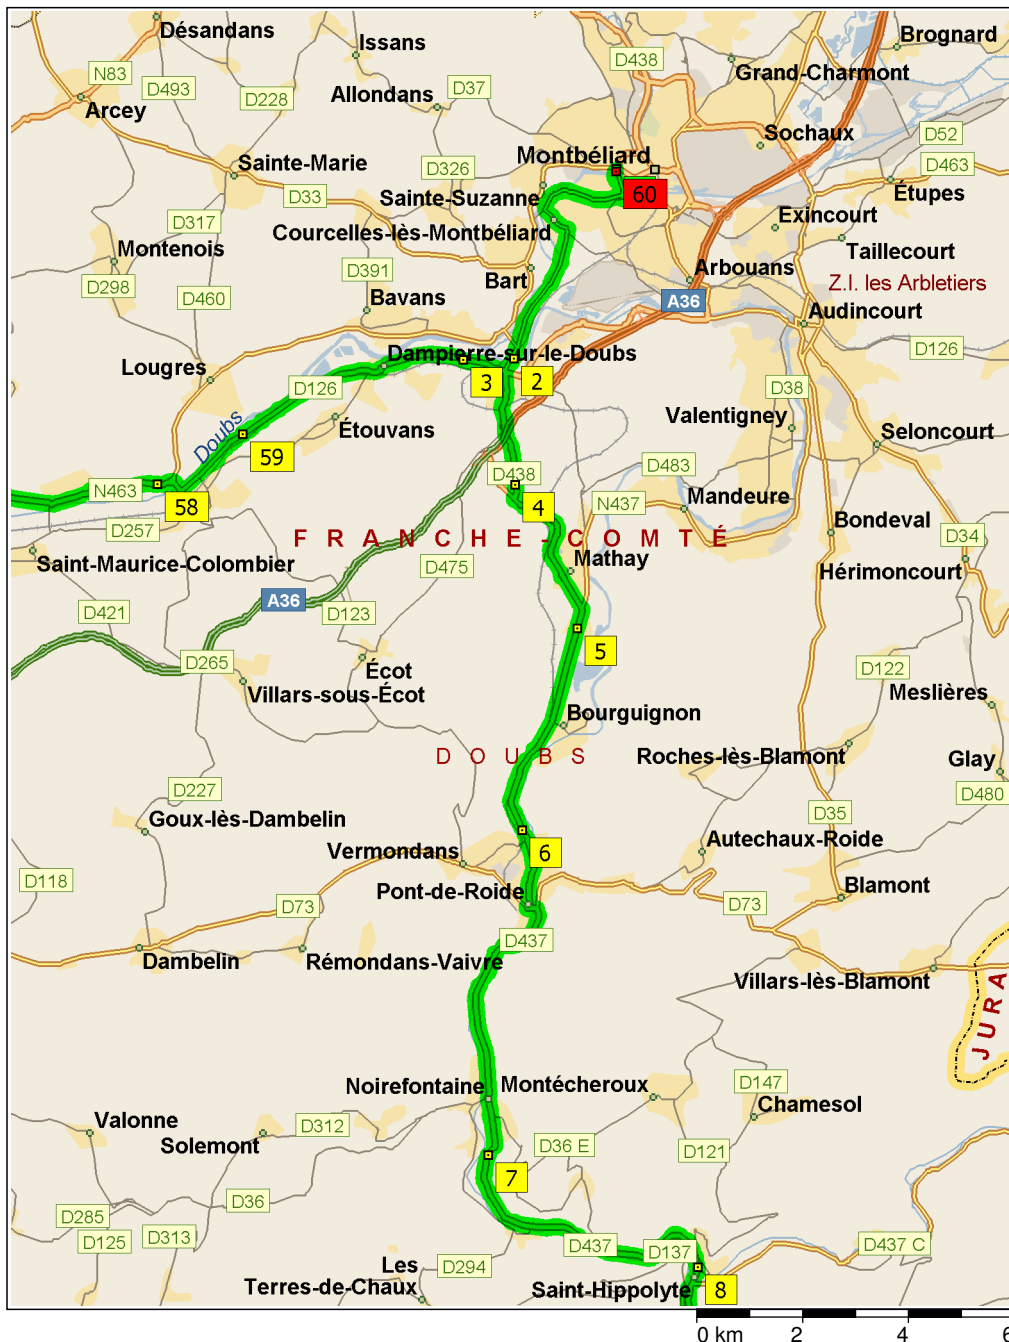 Désandans
Issans
Brognard
N83
D493
D228
Allondans
D37
D438
Grand-Charmont
Arcey
Sochaux
D52
Sainte-Marie
D326
Montbéliard
D463
D33
Sainte-Suzanne
60
Étupes
D317
Courcelles-lès-Montbéliard
Exincourt
Montenois
Taillecourt
D298
D391
Bart
Arbouans
Z.I. les Arbletiers
D460
Bavans
A36
Audincourt
Lougres
Dampierre-sur-le-Doubs
D126
D126
3
2
D38
Doubs
Étouvans
Valentigney
Seloncourt
59
D483
N463
58
D438
4
N437
Mandeure
D257
FRANCHE-COMTÉ
Bondeval
D34
Saint-Maurice-Colombier
Mathay
Hérimoncourt
D475
A36
D421
D123
D265
Écot
5
D122
Villars-sous-Écot
Meslières
Bourguignon
DOUBS
Roches-lès-Blamont
Glay
D227
D480
Goux-lès-Dambelin
D35
Vermondans
6
Autechaux-Roide
D118
Pont-de-Roide
Blamont
D73
D73
D437
Dambelin
Rémondans-Vaivre
Villars-lès-Blamont
JURA
Noirefontaine
Montécheroux
D147
Chamesol
Valonne
D312
Solemont
D36 E
D121
7
D36
D285
D125
D313
D437
D137
D437 C
Les
Terres-de-Chaux
D294
Saint-Hippolyte
8
0 km
2
4
6